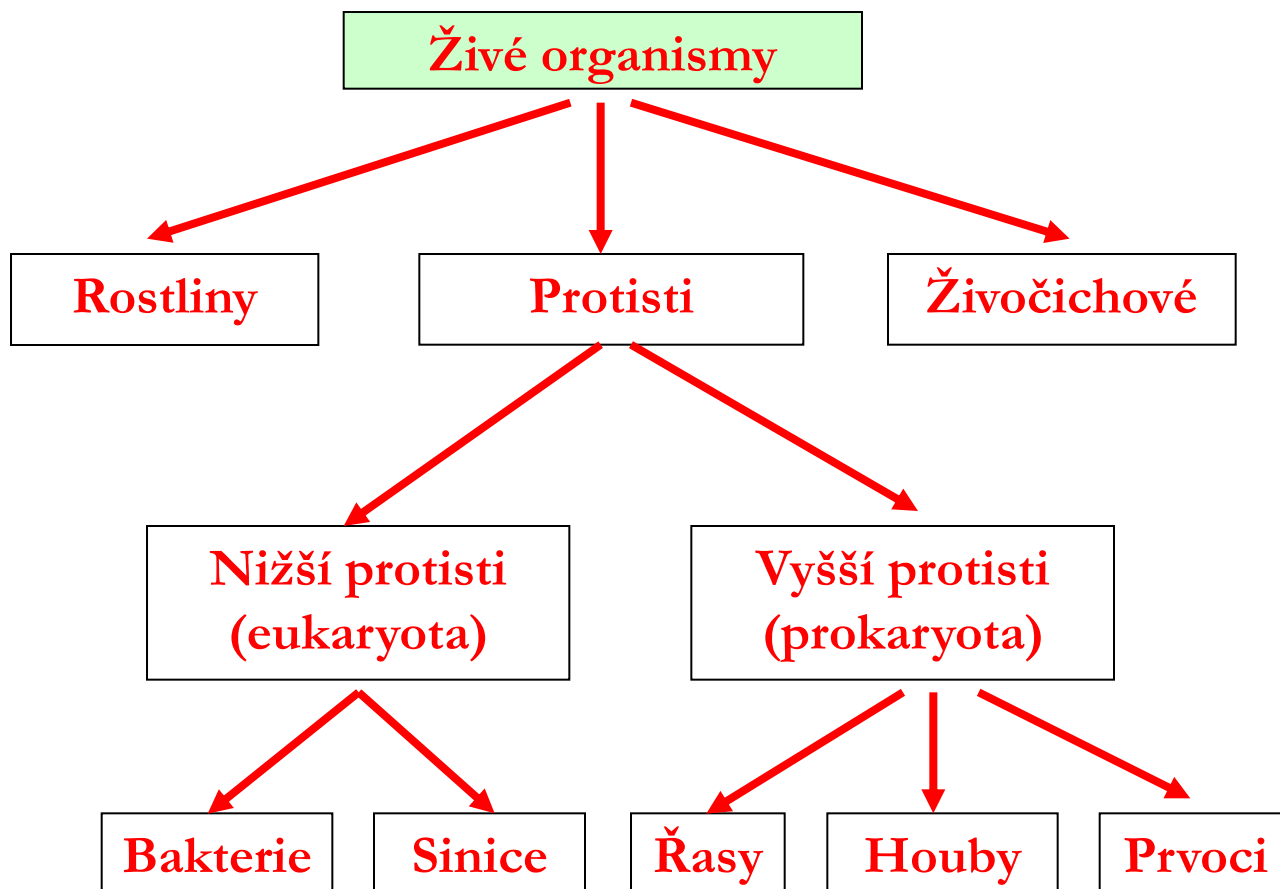 Živé organismy
Rostliny
Protisti
Živočichové
Nižší protisti
(eukaryota)
Vyšší protisti
(prokaryota)
Bakterie
Sinice
Řasy
Houby
Prvoci